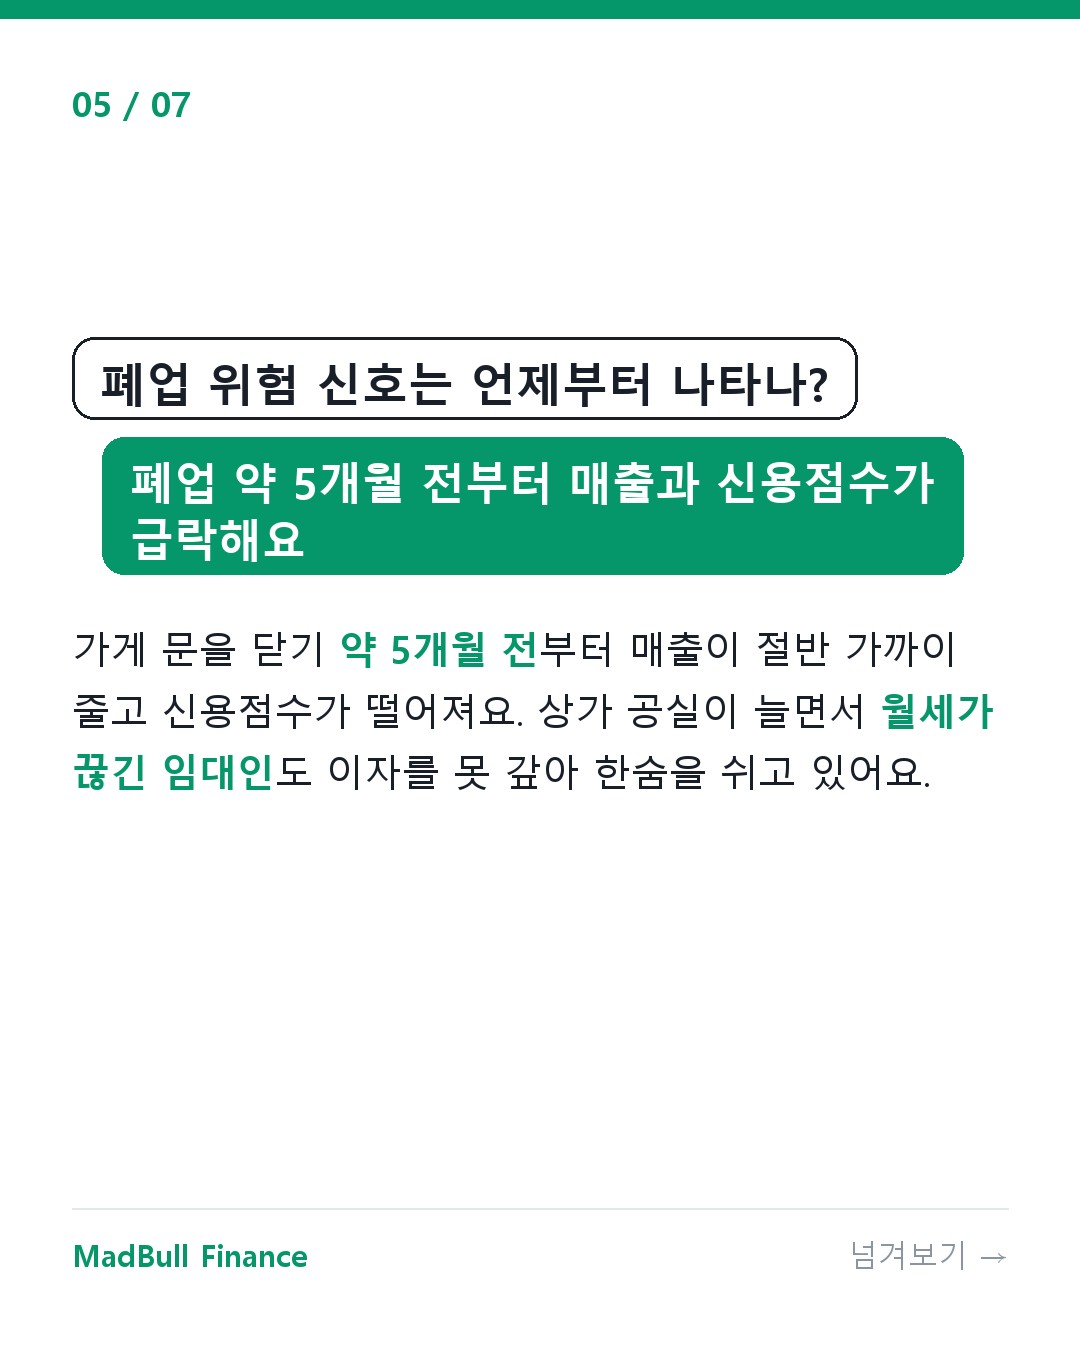 05 / 07
폐업 위험 신호는 언제부터 나타나?
폐업 약 5개월 전부터 매출과 신용점수가
급락해요
가게 문을 닫기 약 5개월 전부터 매출이 절반 가까이
줄고 신용점수가 떨어져요. 상가 공실이 늘면서 월세가
끊긴 임대인도 이자를 못 갚아 한숨을 쉬고 있어요.
MadBull Finance
넘겨보기 →